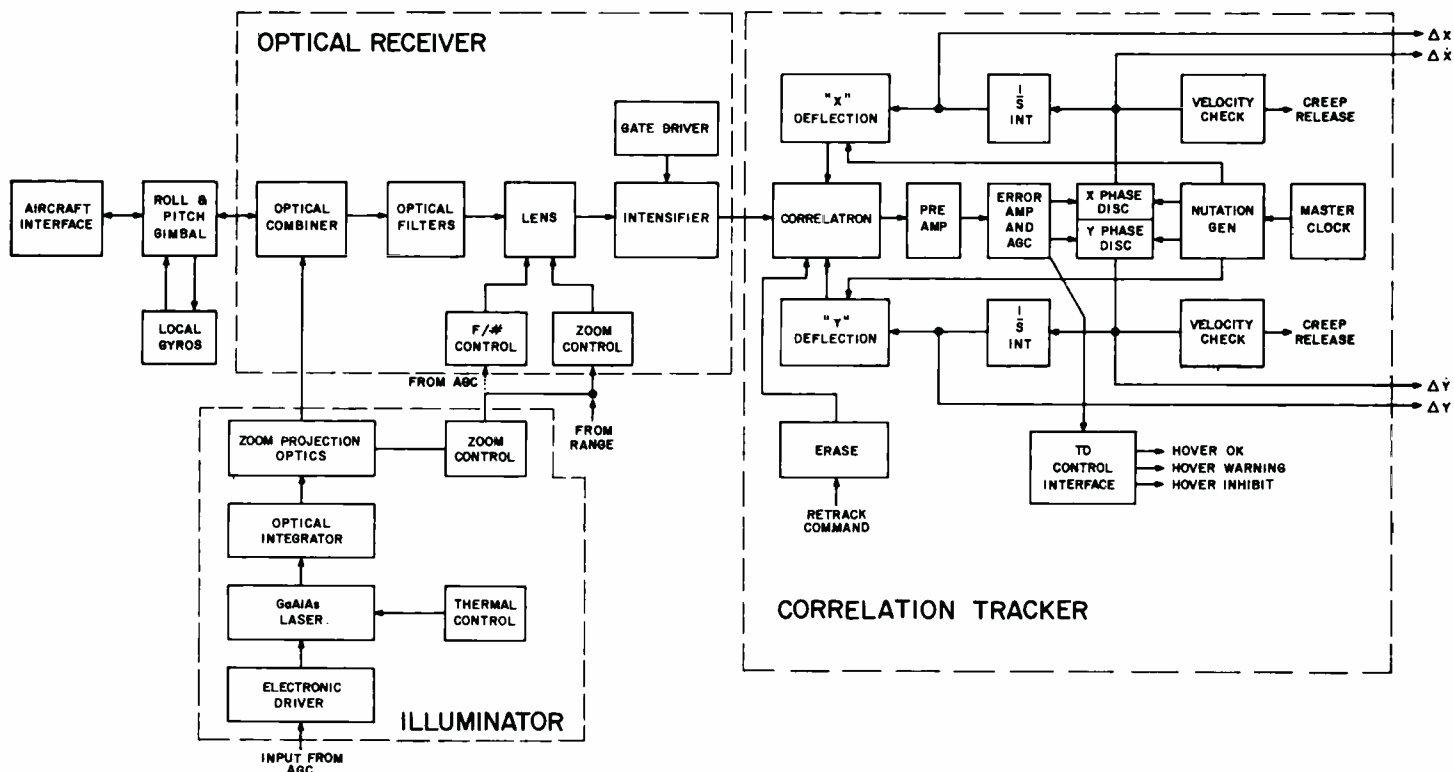 OPTICAL RECEIVER
GATE DRIVER
AIRCRAFT
INTERFACE
ROLL &
PITCH
GIMBAL
OPTICAL
COMBINER
OPTICAL
FILTERS
LENS
INTENSIFIER
LOCAL
GYROS
F/#
CONTROL
ZOOM
CONTROL
FROM AGC
FROM
RANGE
ZOOM PROJECTION
OPTICS
ZOOM
CONTROL
OPTICAL
INTEGRATOR
GaAlAs
LASER
THERMAL
CONTROL
ELECTRONIC
DRIVER
ILLUMINATOR
INPUT FROM
AGC
ΔX
ΔẊ
"X"
DEFLECTION
1
S
INT
VELOCITY
CHECK
CREEP
RELEASE
CORRELATRON
PRE
AMP
ERROR
AMP
AND
AGC
X PHASE
DISC
Y PHASE
DISC
NUTATION
GEN
MASTER
CLOCK
"Y"
DEFLECTION
1
S
INT
VELOCITY
CHECK
CREEP
RELEASE
ΔẎ
ΔY
ERASE
RETRACK
COMMAND
TO
CONTROL
INTERFACE
HOVER OK
HOVER WARNING
HOVER INHIBIT
CORRELATION TRACKER